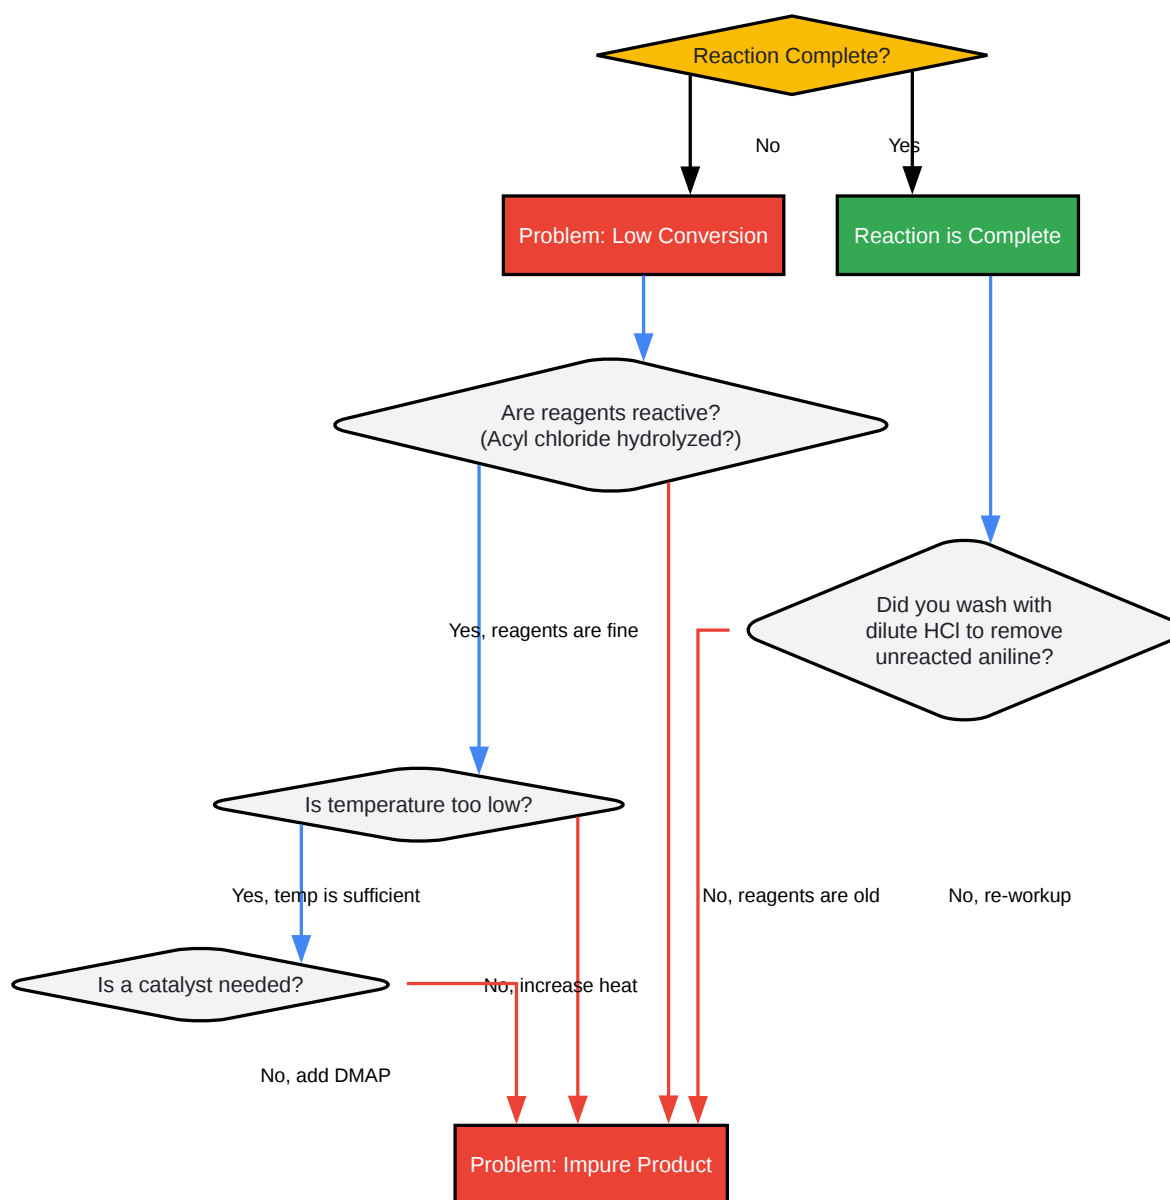 Reaction Complete?
No
Yes
Problem: Low Conversion
Reaction is Complete
Are reagents reactive?
(Acyl chloride hydrolyzed?)
Did you wash with
dilute HCl to remove
unreacted aniline?
Yes, reagents are fine
Is temperature too low?
Yes, temp is sufficient
No, reagents are old
No, re-workup
Is a catalyst needed?
No, increase heat
No, add DMAP
Problem: Impure Product